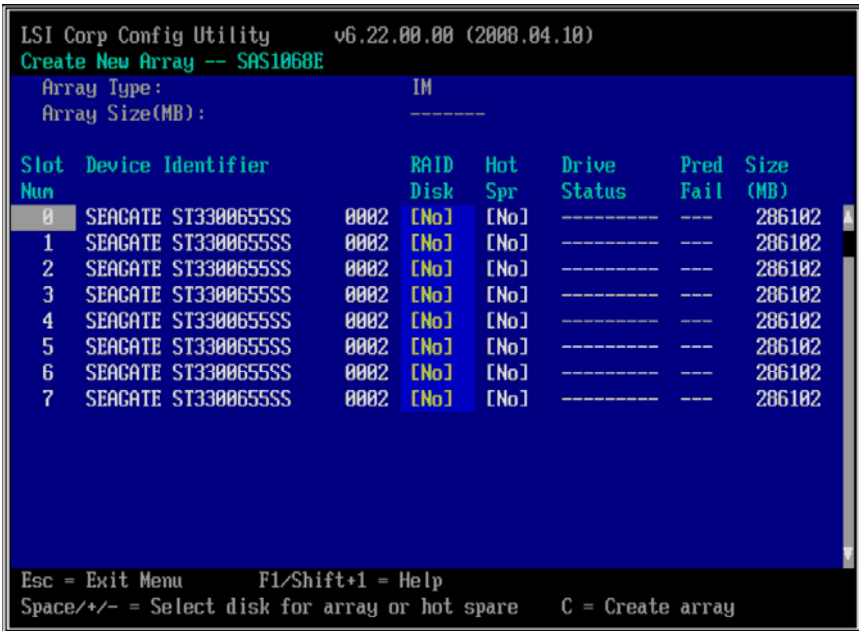 LSI Corp Config Utility v6.22.00.00 (2008.04.10)
Create New Array -- SAS1068E
Array Type: IM
Array Size(MB): -------
Slot Device Identifier RAID Hot Drive Pred Size
Num Disk Spr Status Fail (MB)
0 SEAGATE ST3300655SS 0002 [No] [No] --------- --- 286102
1 SEAGATE ST3300655SS 0002 [No] [No] --------- --- 286102
2 SEAGATE ST3300655SS 0002 [No] [No] --------- --- 286102
3 SEAGATE ST3300655SS 0002 [No] [No] --------- --- 286102
4 SEAGATE ST3300655SS 0002 [No] [No] --------- --- 286102
5 SEAGATE ST3300655SS 0002 [No] [No] --------- --- 286102
6 SEAGATE ST3300655SS 0002 [No] [No] --------- --- 286102
7 SEAGATE ST3300655SS 0002 [No] [No] --------- --- 286102
Esc = Exit Menu F1/Shift+1 = Help
Space/+/- = Select disk for array or hot spare C = Create array